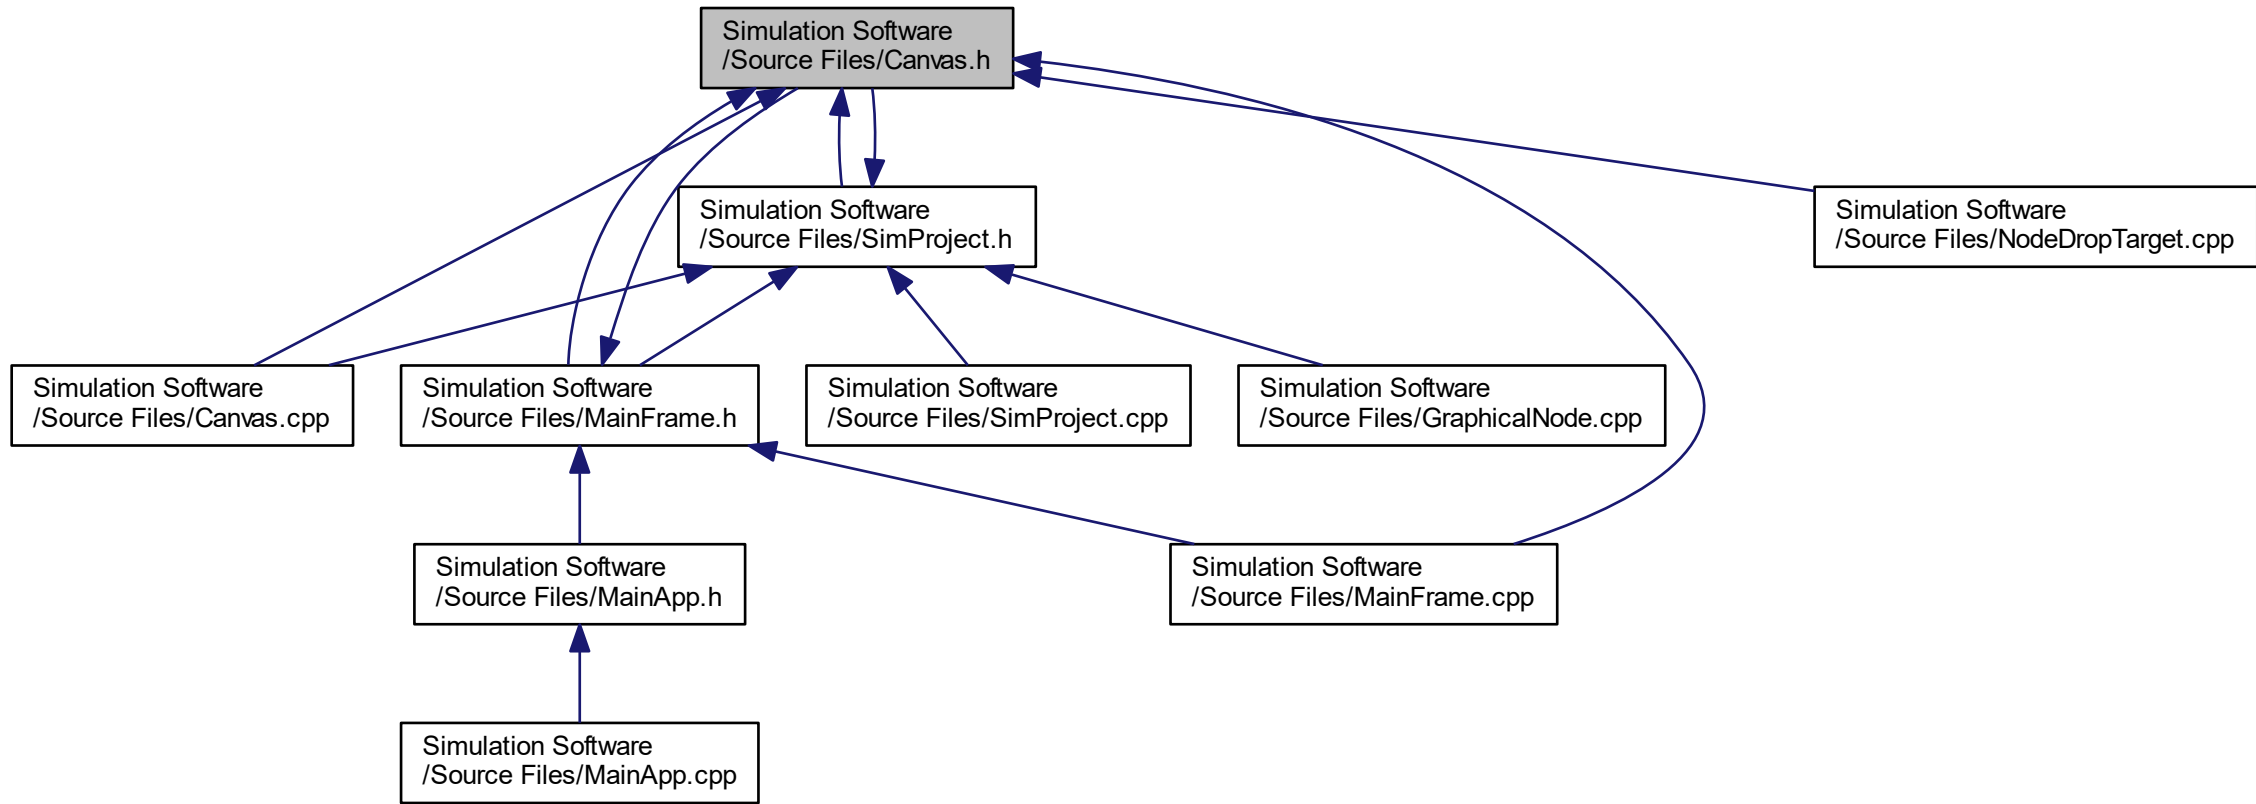 Simulation Software
/Source Files/Canvas.h
Simulation Software
/Source Files/SimProject.h
Simulation Software
/Source Files/NodeDropTarget.cpp
Simulation Software
/Source Files/Canvas.cpp
Simulation Software
/Source Files/MainFrame.h
Simulation Software
/Source Files/SimProject.cpp
Simulation Software
/Source Files/GraphicalNode.cpp
Simulation Software
/Source Files/MainApp.h
Simulation Software
/Source Files/MainFrame.cpp
Simulation Software
/Source Files/MainApp.cpp